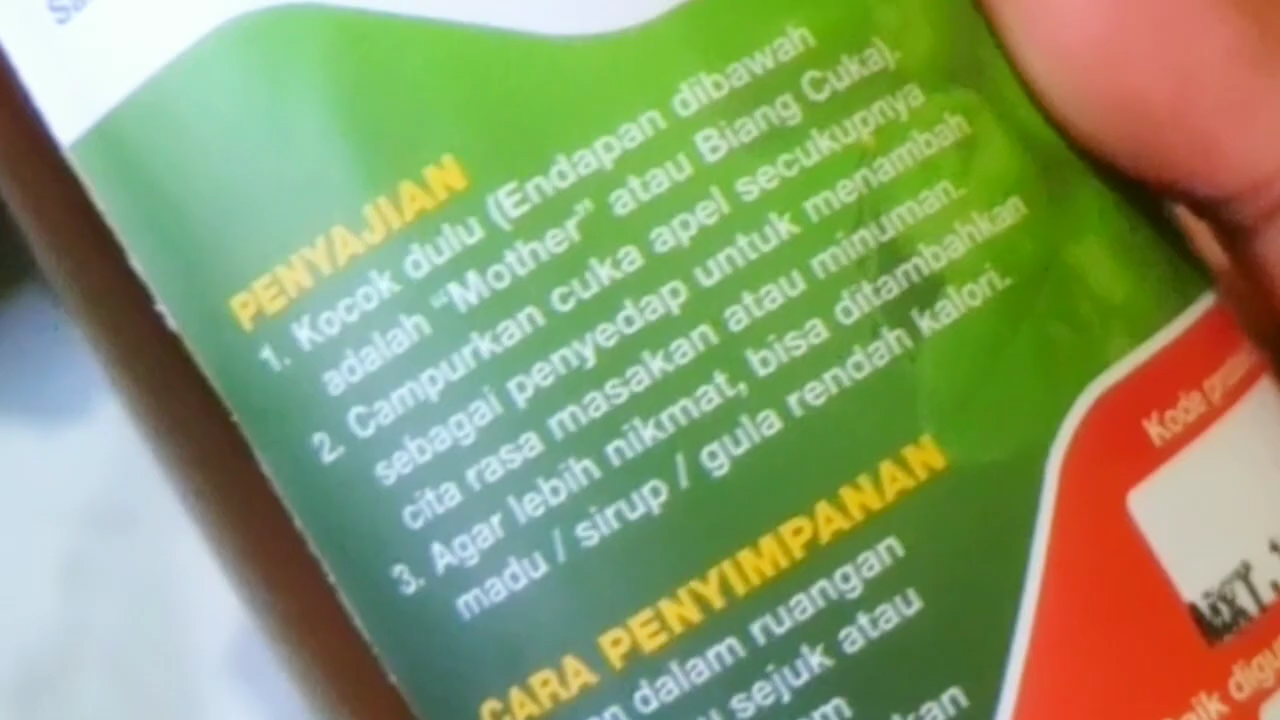 PENYAJIAN
1. Kocok dulu (Endapan dibawah
adalah "Mother" atau Biang Cuka).
2. Campurkan cuka apel secukupnya
sebagai penyedap untuk menambah
cita rasa masakan atau minuman.
3. Agar lebih nikmat, bisa ditambahkan
madu / sirup / gula rendah kalori.
CARA PENYIMPANAN
dalam ruangan
sejuk atau
Kode